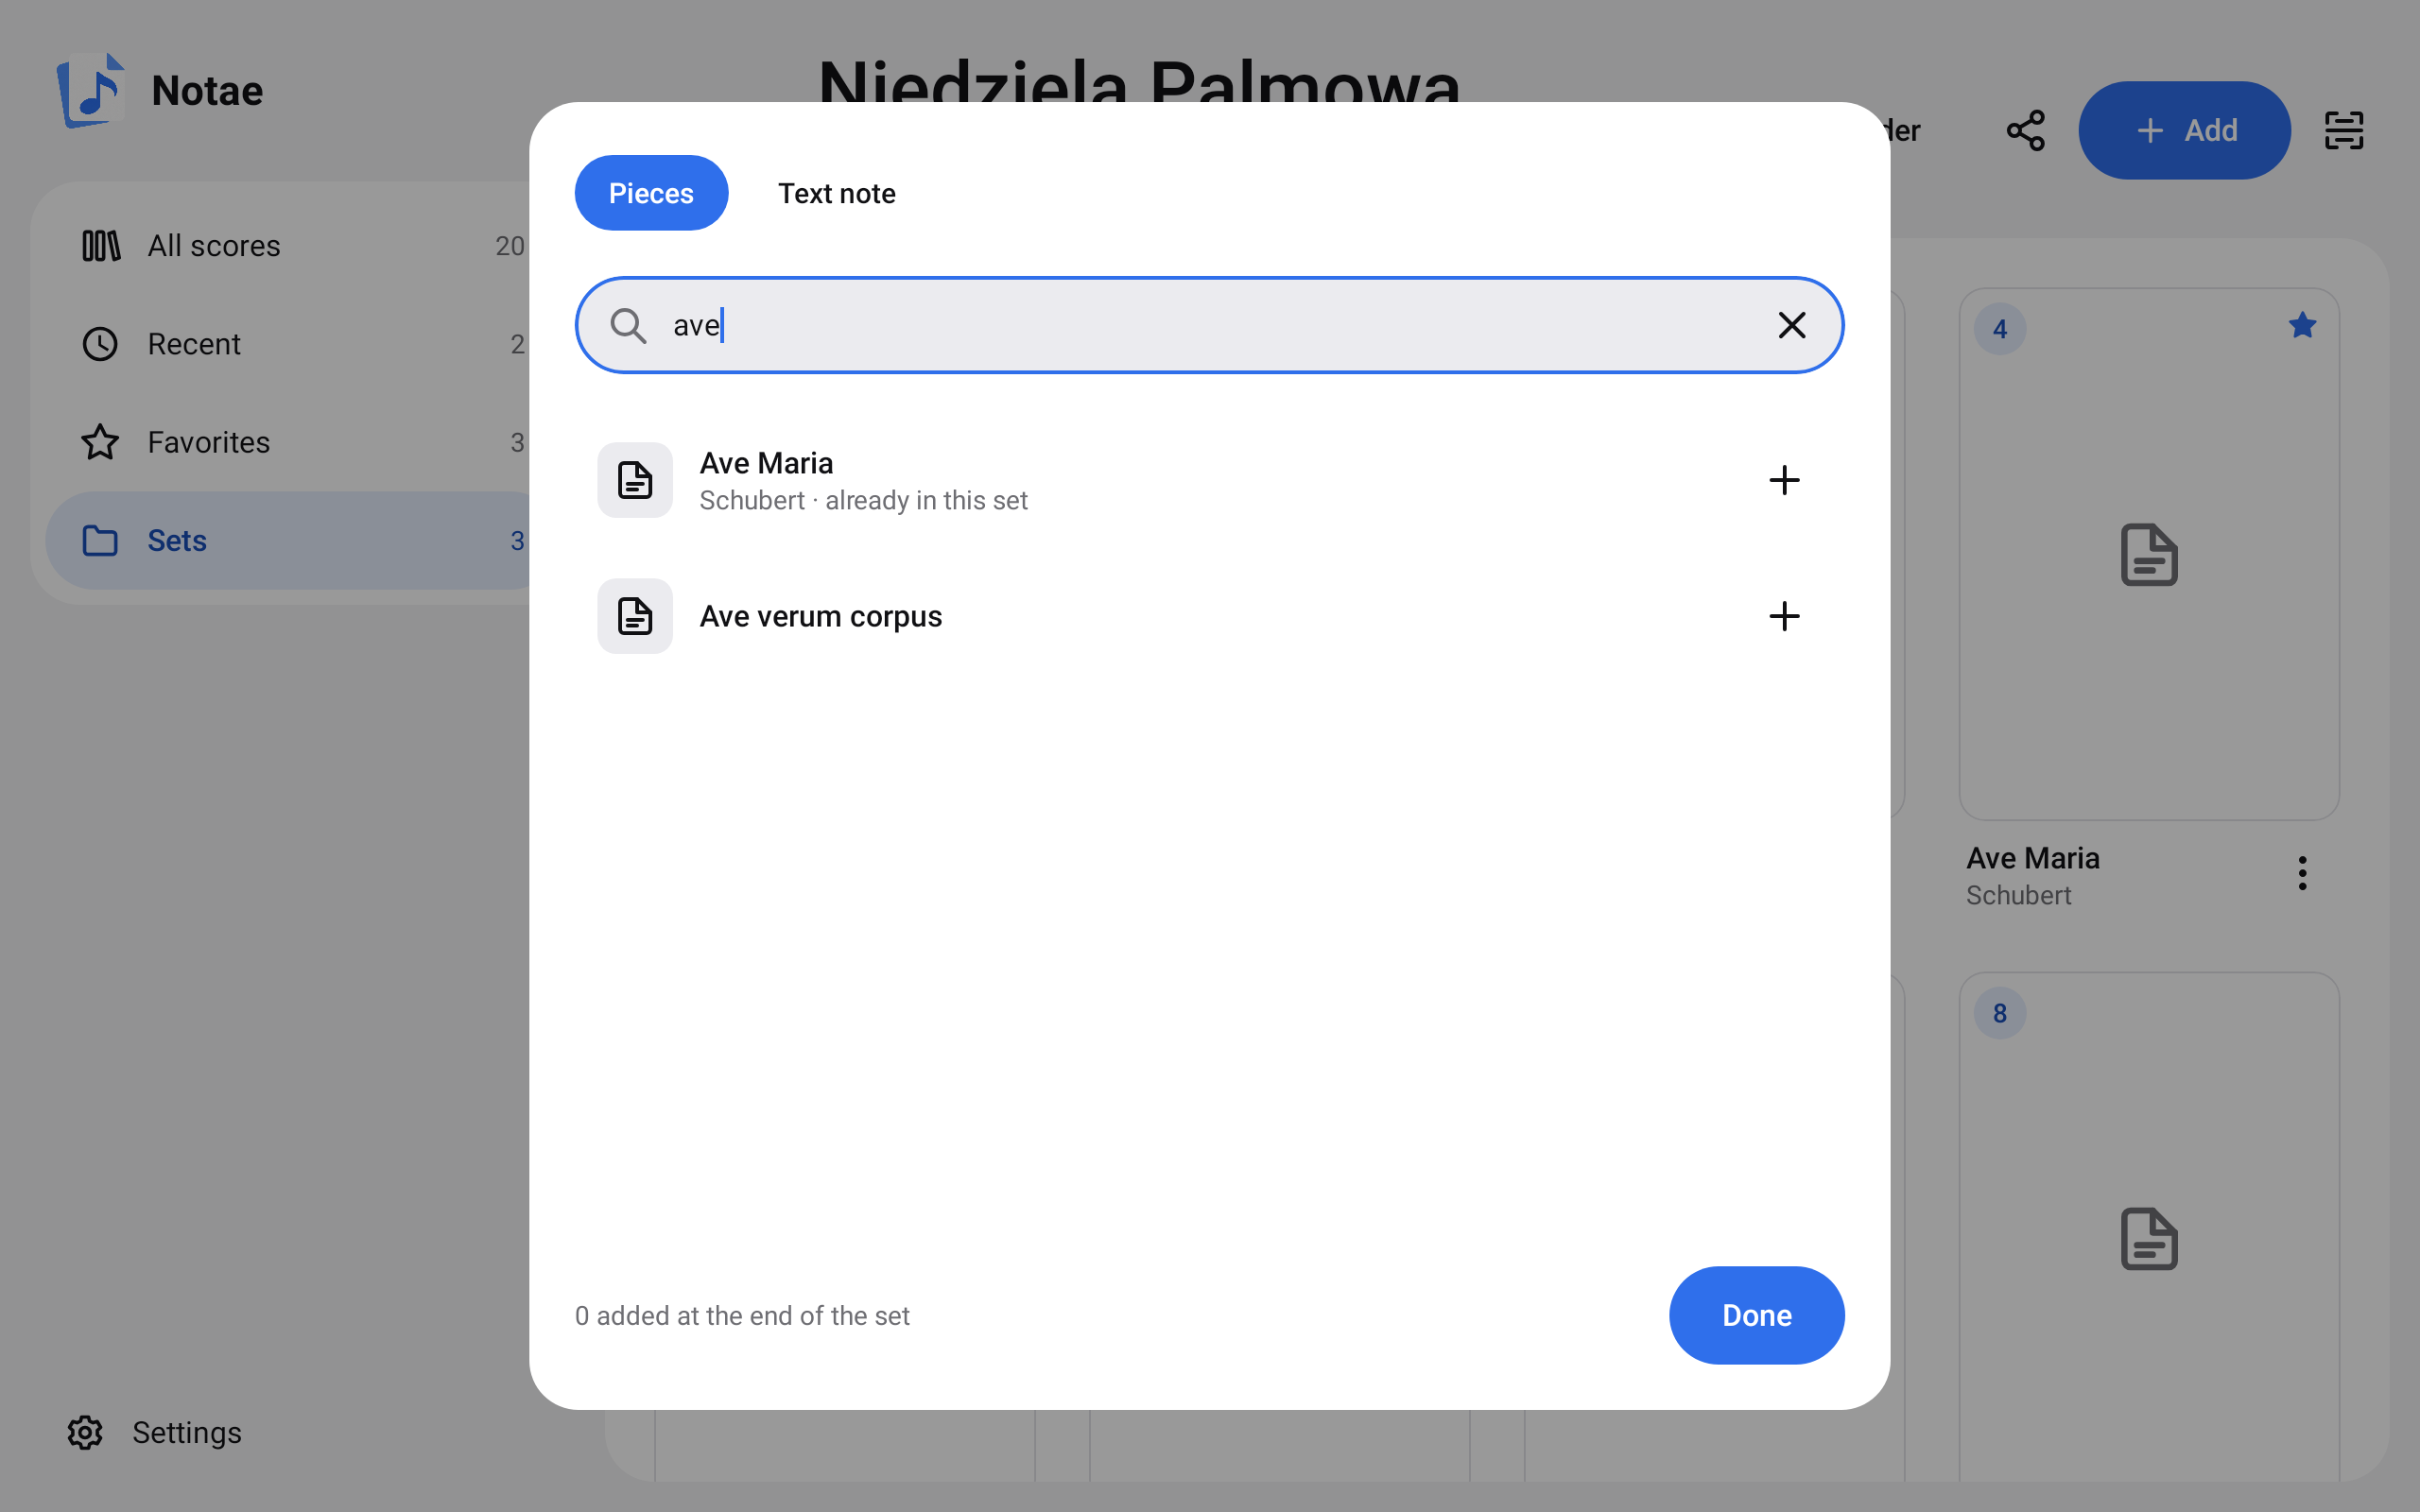 Notae
Niedziela Palmowa
Add
All scores 20
Recent 2
Favorites 3
Sets 3
Settings
Pieces
Text note
ave
Ave Maria
Schubert · already in this set
Ave verum corpus
0 added at the end of the set
Done
4
Ave Maria
Schubert
8